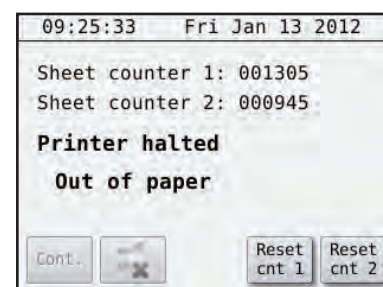 09:25:33 Fri Jan 13 2012
Sheet counter 1: 001305
Sheet counter 2: 000945
Printer halted
Out of paper
Cont.
Reset Reset
cnt 1 cnt 2